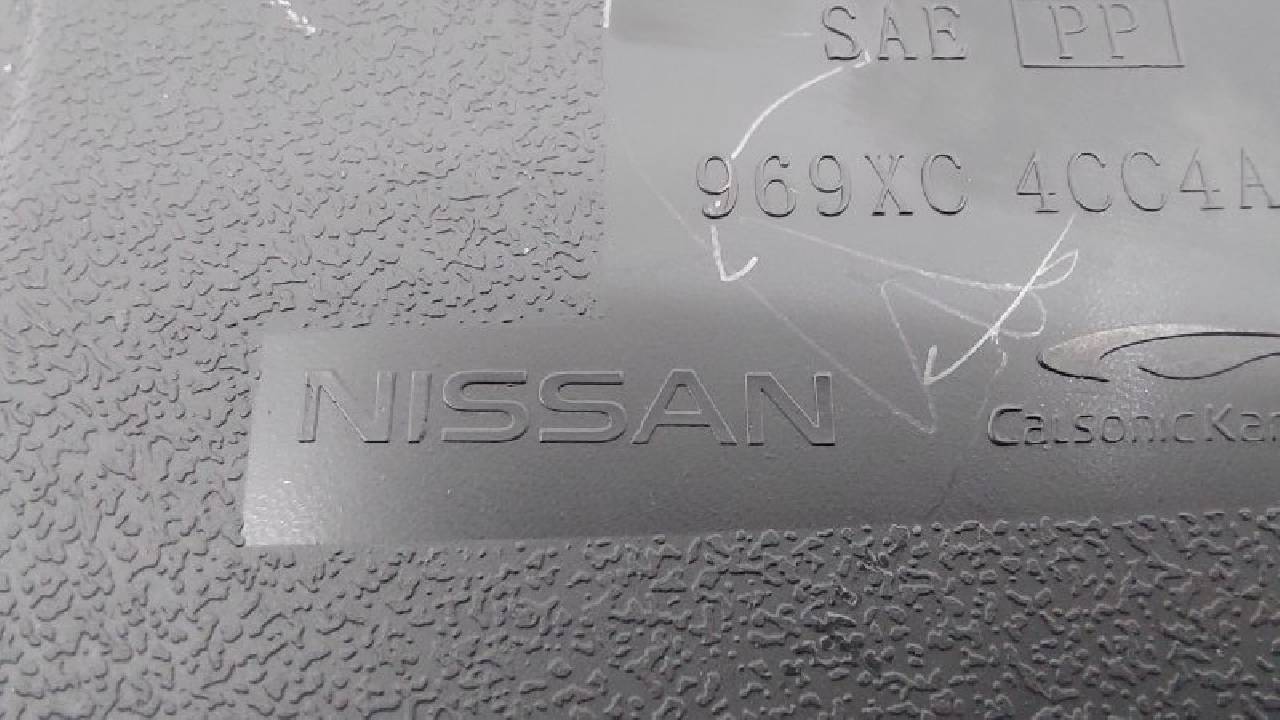 SAE PP
969XC 4CC4A
NISSAN
CalsonicKan